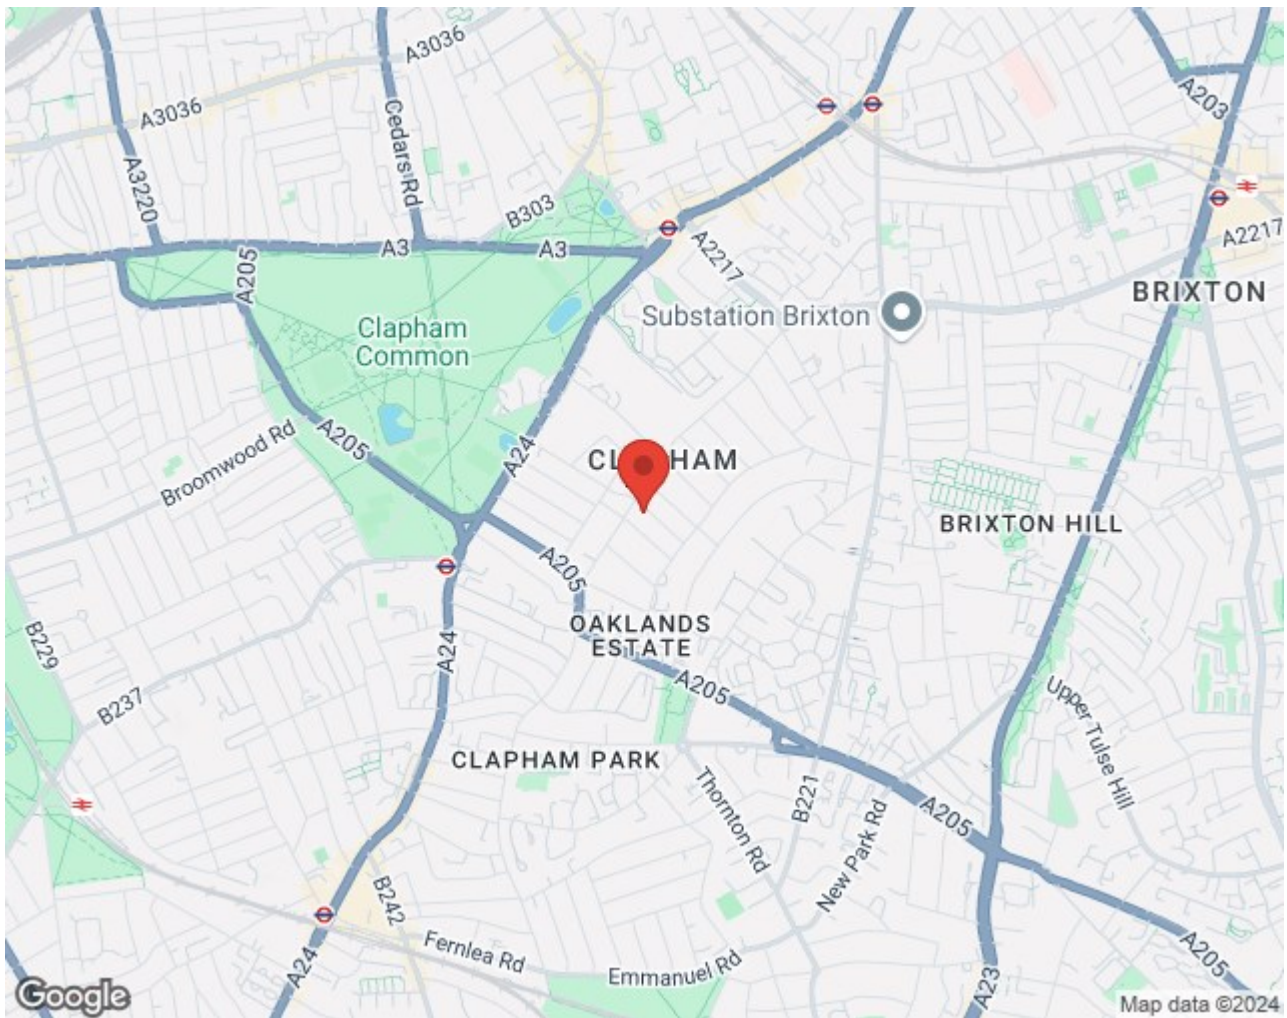 A3036
A3036
A203
A3220
Cedars Rd
B303
A3
A3
A205
A2217
A2217
BRIXTON
Substation Brixton
Clapham
Common
Broomwood Rd
A205
A24
BRIXTON HILL
A205
OAKLANDS
ESTATE
B229
A24
A205
B237
Upper Tulse Hill
CLAPHAM PARK
Thornton Rd
B221
New Park Rd
A205
B242
Fernlea Rd
Emmanuel Rd
A24
A23
A205
Google
Map data ©2024